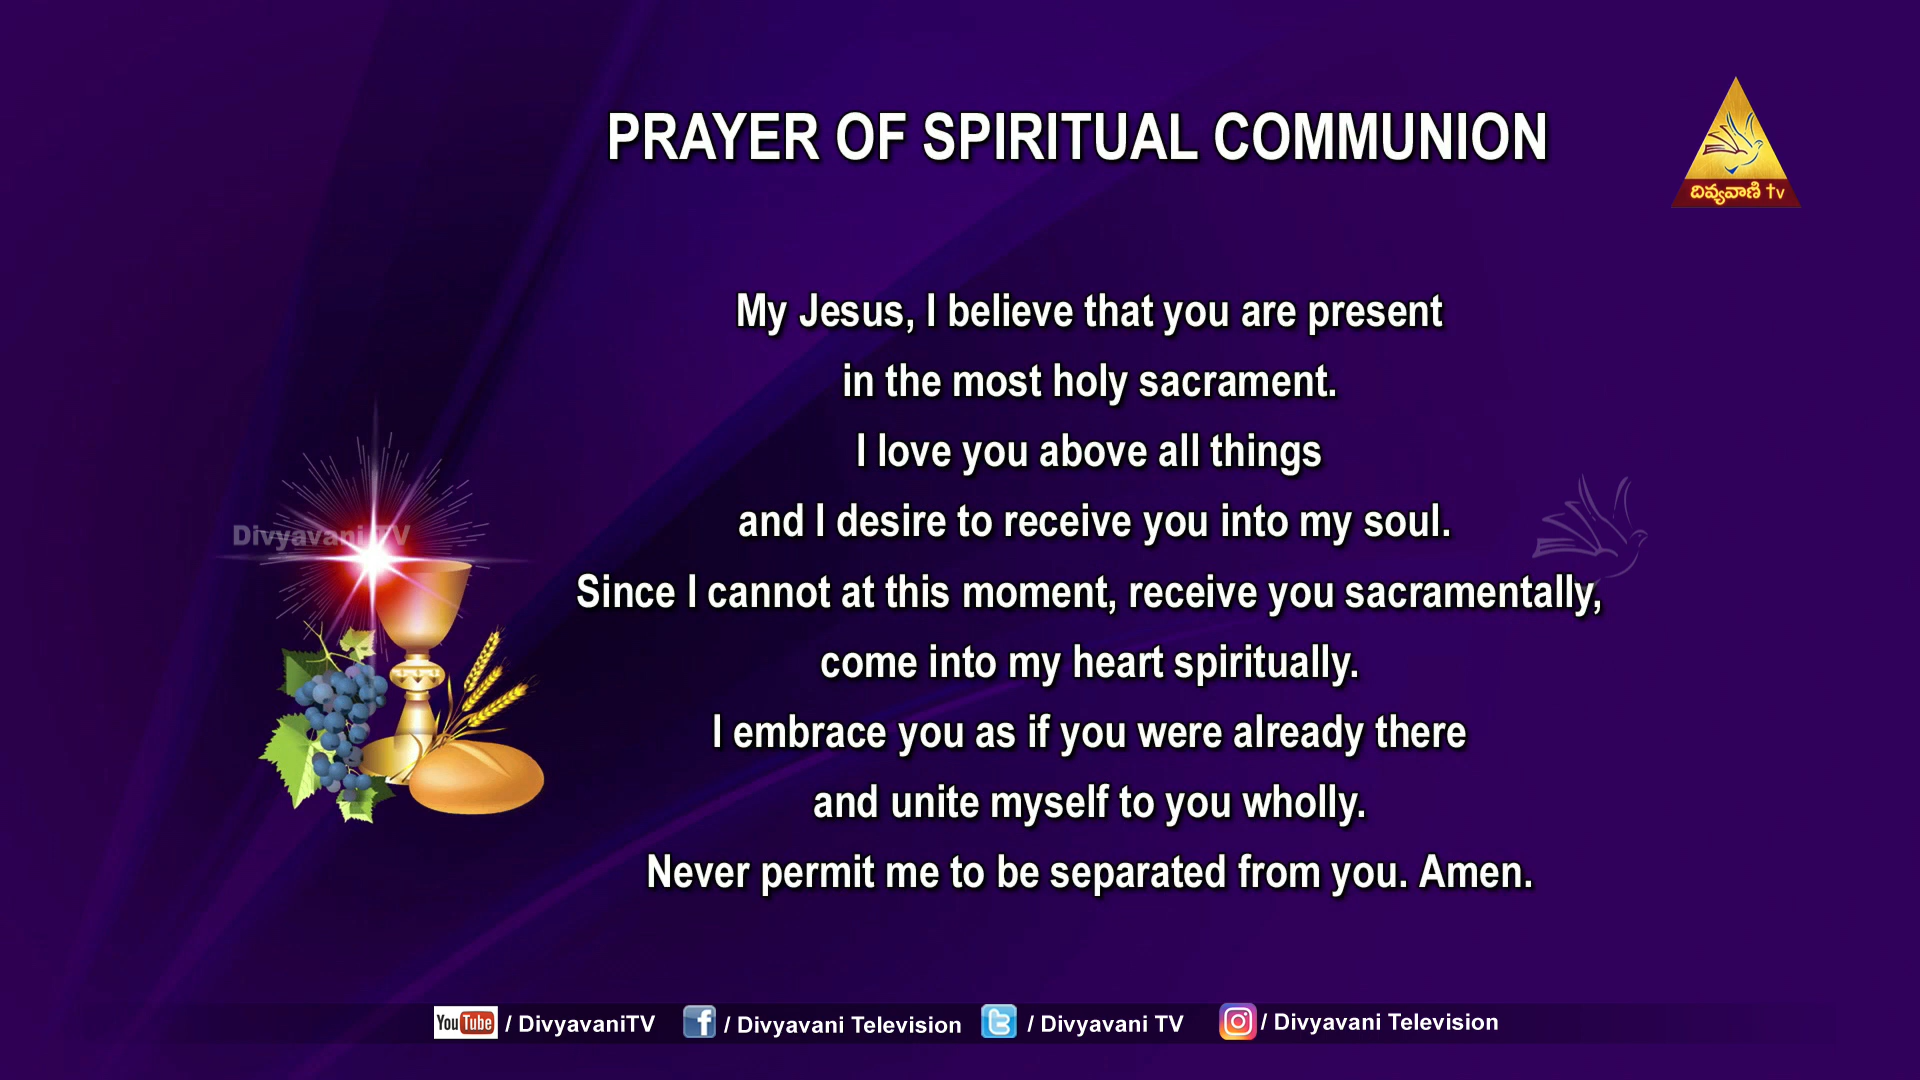 PRAYER OF SPIRITUAL COMMUNION
దివ్యవాణి tv
My Jesus, I believe that you are present
in the most holy sacrament.
I love you above all things
and I desire to receive you into my soul.
Divyavani TV
Since I cannot at this moment, receive you sacramentally,
come into my heart spiritually.
I embrace you as if you were already there
and unite myself to you wholly.
Never permit me to be separated from you. Amen.
YouTube / DivyavaniTV f / Divyavani Television / Divyavani TV / Divyavani Television